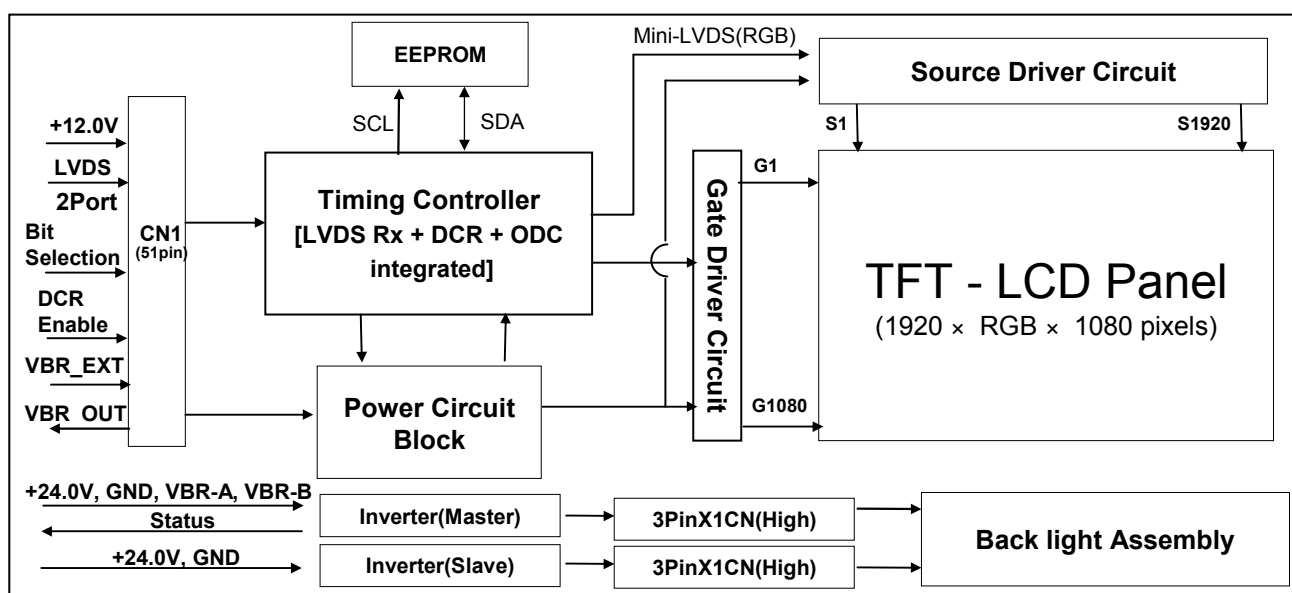 Mini-LVDS(RGB)
EEPROM
Source Driver Circuit
SCL
SDA
S1
S1920
+12.0V
LVDS
2Port
Bit
Selection
DCR
Enable
VBR_EXT
VBR OUT
CN1
(51pin)
Timing Controller
[LVDS Rx + DCR + ODC
integrated]
Gate Driver Circuit
G1
G1080
TFT - LCD Panel
(1920 × RGB × 1080 pixels)
Power Circuit
Block
+24.0V, GND, VBR-A, VBR-B
Status
+24.0V, GND
Inverter(Master)
3PinX1CN(High)
Inverter(Slave)
3PinX1CN(High)
Back light Assembly